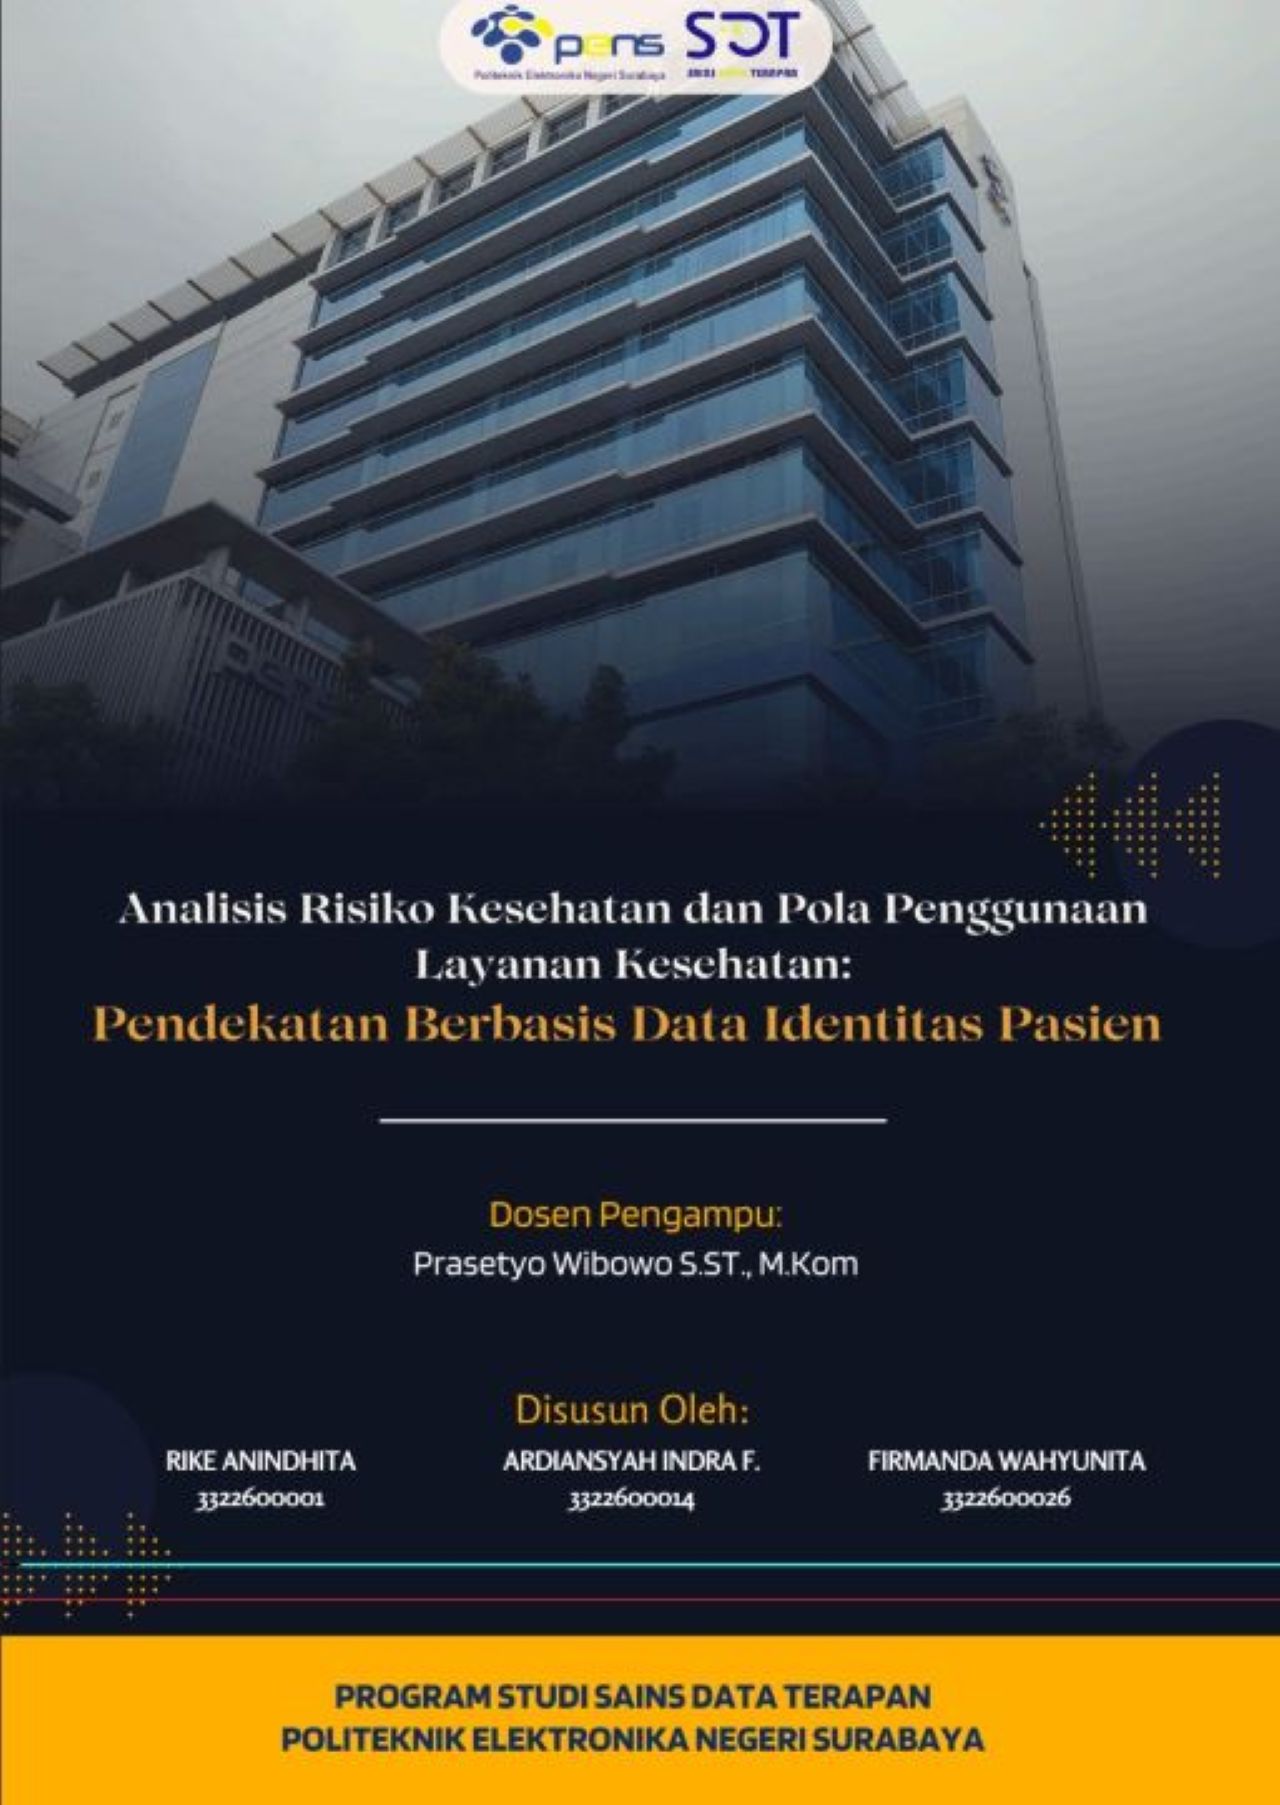 pens SDT
Politeknik Elektronika Negeri Surabaya
TERAPAN
Analisis Risiko Kesehatan dan Pola Penggunaan
Layanan Kesehatan:
Pendekatan Berbasis Data Identitas Pasien
Dosen Pengampu:
Prasetyo Wibowo S.ST., M.Kom
Disusun Oleh:
RIKE ANINDHITA ARDIANSYAH INDRA F. FIRMANDA WAHYUNITA
3322600001 3322600014 3322600026
PROGRAM STUDI SAINS DATA TERAPAN
POLITEKNIK ELEKTRONIKA NEGERI SURABAYA